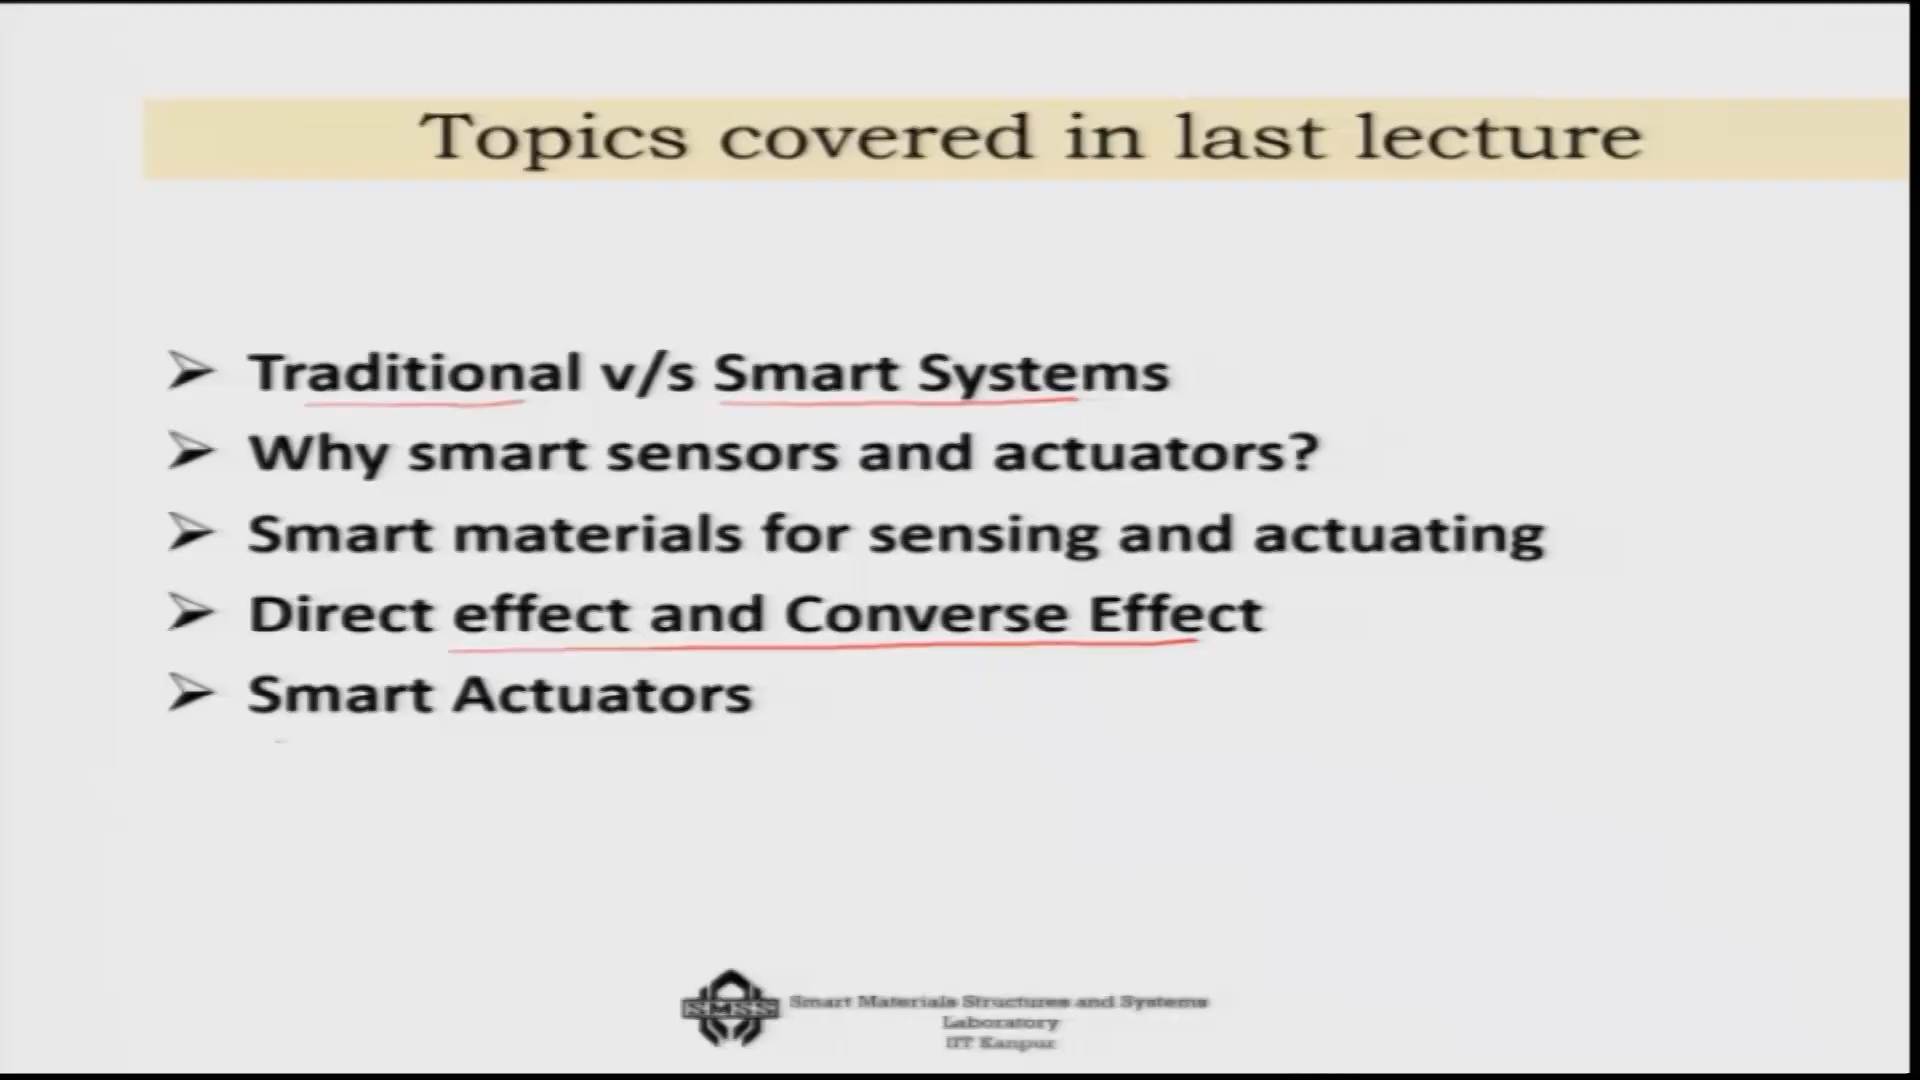 Topics covered in last lecture
Traditional v/s Smart Systems
Why smart sensors and actuators?
Smart materials for sensing and actuating
Direct effect and Converse Effect
Smart Actuators
SMSS
Smart Materials Structures and Systems
Laboratory
IIT Kanpur